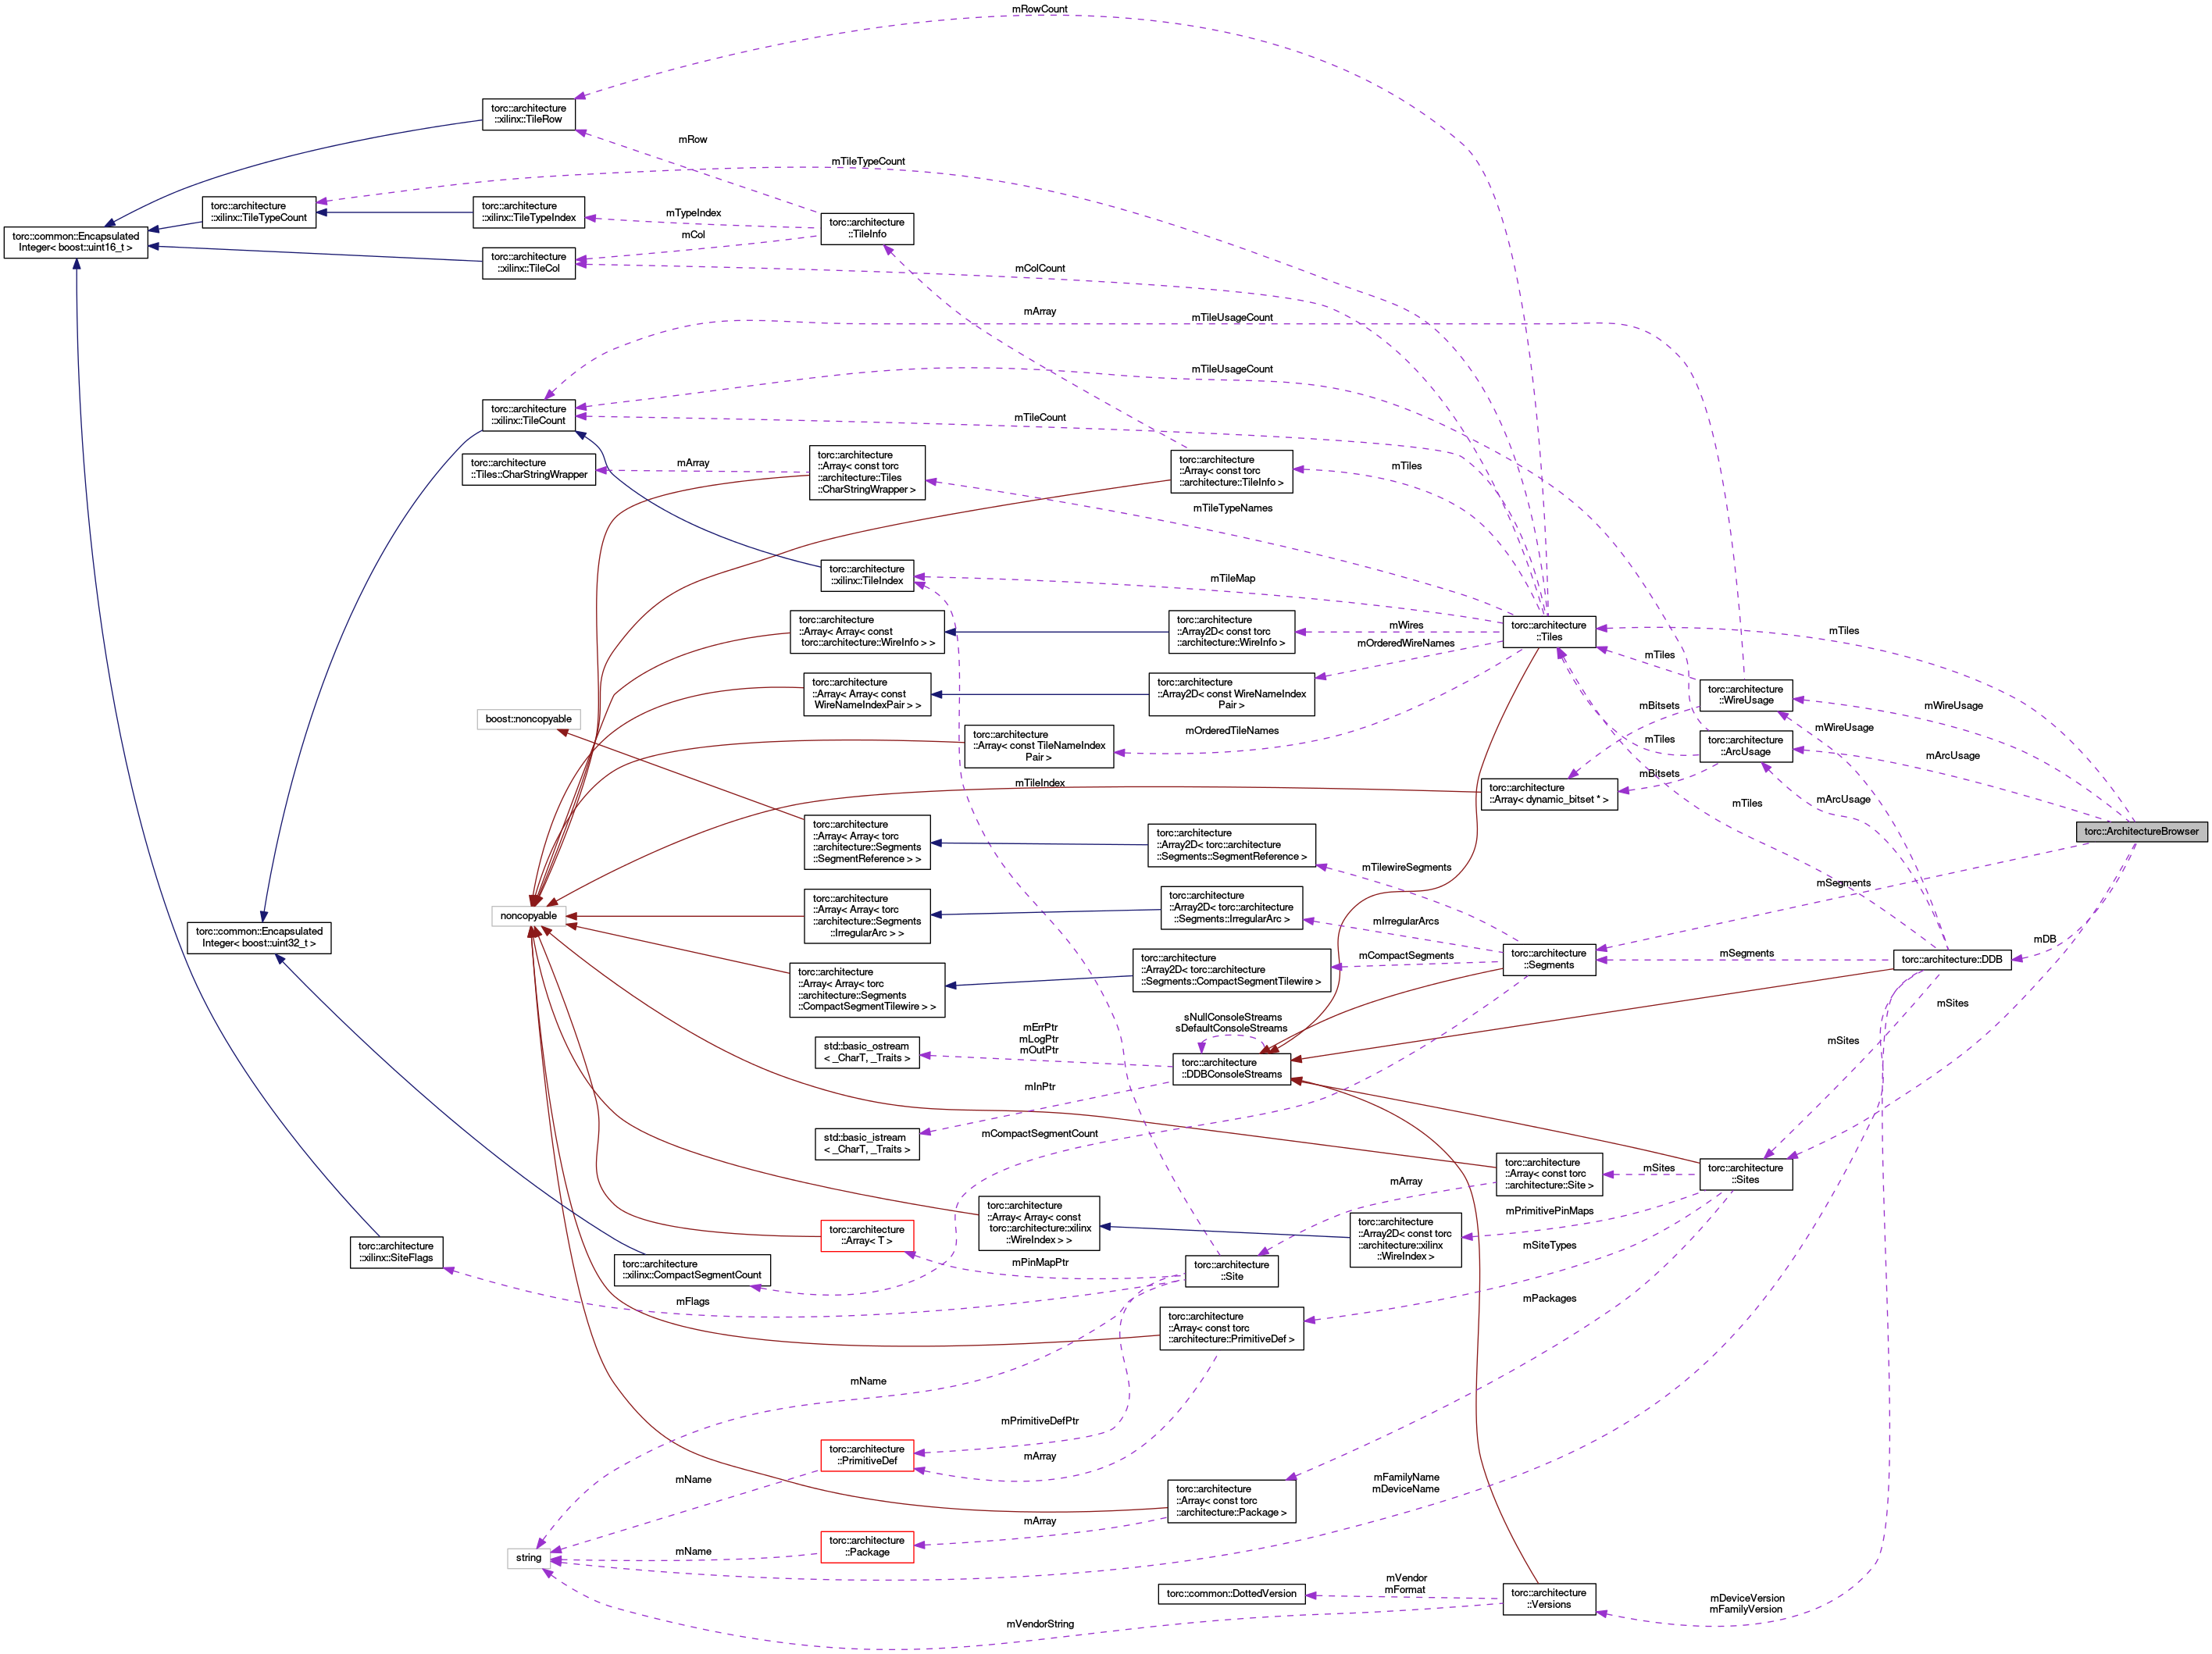 mRowCount
torc::architecture
::xilinx::TileRow
mRow
mTileTypeCount
torc::architecture
::xilinx::TileTypeCount
torc::architecture
::xilinx::TileTypeIndex
mTypeIndex
torc::architecture
::TileInfo
torc::common::Encapsulated
Integer< boost::uint16_t >
mCol
torc::architecture
::xilinx::TileCol
mColCount
mArray
mTileUsageCount
mTileUsageCount
torc::architecture
::xilinx::TileCount
mTileCount
torc::architecture
::Tiles::CharStringWrapper
mArray
torc::architecture
::Array< const torc
::architecture::Tiles
::CharStringWrapper >
torc::architecture
::Array< const torc
::architecture::TileInfo >
mTiles
mTileTypeNames
torc::architecture
::xilinx::TileIndex
mTileMap
torc::architecture
::Array< Array< const
torc::architecture::WireInfo > >
torc::architecture
::Array2D< const torc
::architecture::WireInfo >
mWires
torc::architecture
::Tiles
mTiles
mOrderedWireNames
mTiles
torc::architecture
::Array< Array< const
WireNameIndexPair > >
torc::architecture
::Array2D< const WireNameIndex
Pair >
torc::architecture
::WireUsage
mWireUsage
mBitsets
mWireUsage
boost::noncopyable
torc::architecture
::Array< const TileNameIndex
Pair >
mOrderedTileNames
mTiles
torc::architecture
::ArcUsage
mArcUsage
mTileIndex
mBitsets
torc::architecture
::Array< dynamic_bitset * >
mTiles
mArcUsage
torc::ArchitectureBrowser
torc::architecture
::Array< Array< torc
::architecture::Segments
::SegmentReference > >
torc::architecture
::Array2D< torc::architecture
::Segments::SegmentReference >
mTilewireSegments
mSegments
noncopyable
torc::architecture
::Array< Array< torc
::architecture::Segments
::IrregularArc > >
torc::architecture
::Array2D< torc::architecture
::Segments::IrregularArc >
mIrregularArcs
torc::common::Encapsulated
Integer< boost::uint32_t >
mCompactSegments
torc::architecture
::Segments
mSegments
torc::architecture::DDB
mDB
torc::architecture
::Array< Array< torc
::architecture::Segments
::CompactSegmentTilewire > >
torc::architecture
::Array2D< torc::architecture
::Segments::CompactSegmentTilewire >
mSites
sNullConsoleStreams
sDefaultConsoleStreams
mErrPtr
mLogPtr
mOutPtr
std::basic_ostream
< _CharT, _Traits >
torc::architecture
::DDBConsoleStreams
mSites
mInPtr
std::basic_istream
< _CharT, _Traits >
mCompactSegmentCount
mArray
torc::architecture
::Array< const torc
::architecture::Site >
mSites
torc::architecture
::Sites
mPrimitivePinMaps
torc::architecture
::Array< T >
torc::architecture
::Array< Array< const
torc::architecture::xilinx
::WireIndex > >
torc::architecture
::Array2D< const torc
::architecture::xilinx
::WireIndex >
mSiteTypes
torc::architecture
::xilinx::SiteFlags
torc::architecture
::xilinx::CompactSegmentCount
mPinMapPtr
torc::architecture
::Site
mFlags
mPackages
torc::architecture
::Array< const torc
::architecture::PrimitiveDef >
mName
mPrimitiveDefPtr
torc::architecture
::PrimitiveDef
mArray
mName
mFamilyName
mDeviceName
torc::architecture
::Array< const torc
::architecture::Package >
mArray
torc::architecture
::Package
mName
string
torc::common::DottedVersion
mVendor
mFormat
torc::architecture
::Versions
mDeviceVersion
mFamilyVersion
mVendorString